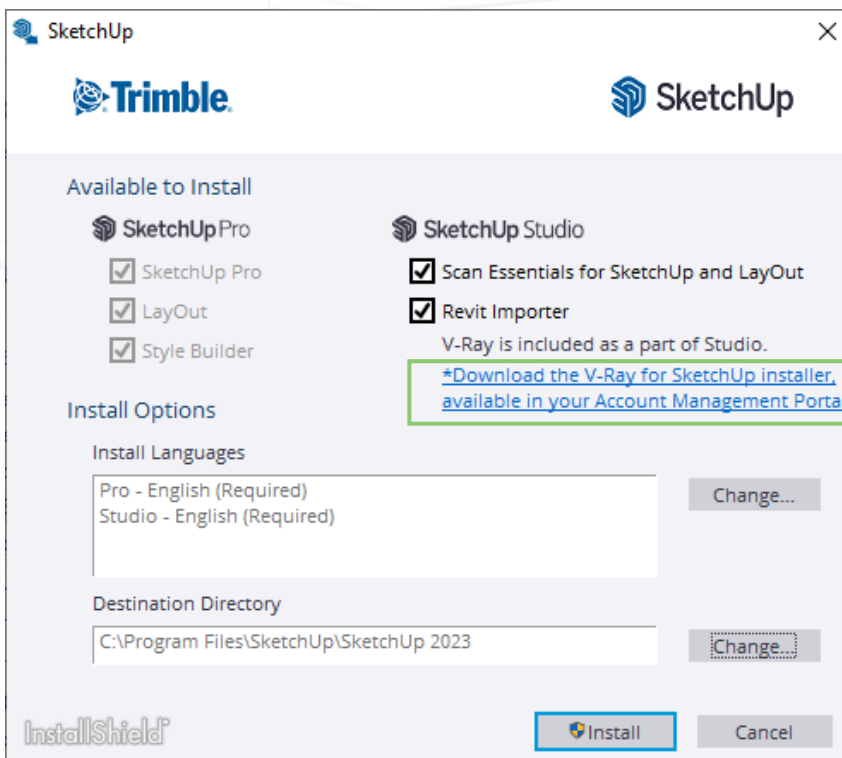 SketchUp
Trimble.
SketchUp
Available to Install
SketchUp Pro
SketchUp Studio
SketchUp Pro
Scan Essentials for SketchUp and LayOut
LayOut
Revit Importer
Style Builder
V-Ray is included as a part of Studio.
*Download the V-Ray for SketchUp installer,
available in your Account Management Porta
Install Options
Install Languages
Pro - English (Required)
Studio - English (Required)
Change...
Destination Directory
C:\Program Files\SketchUp\SketchUp 2023
Change...
InstallShield
Install
Cancel